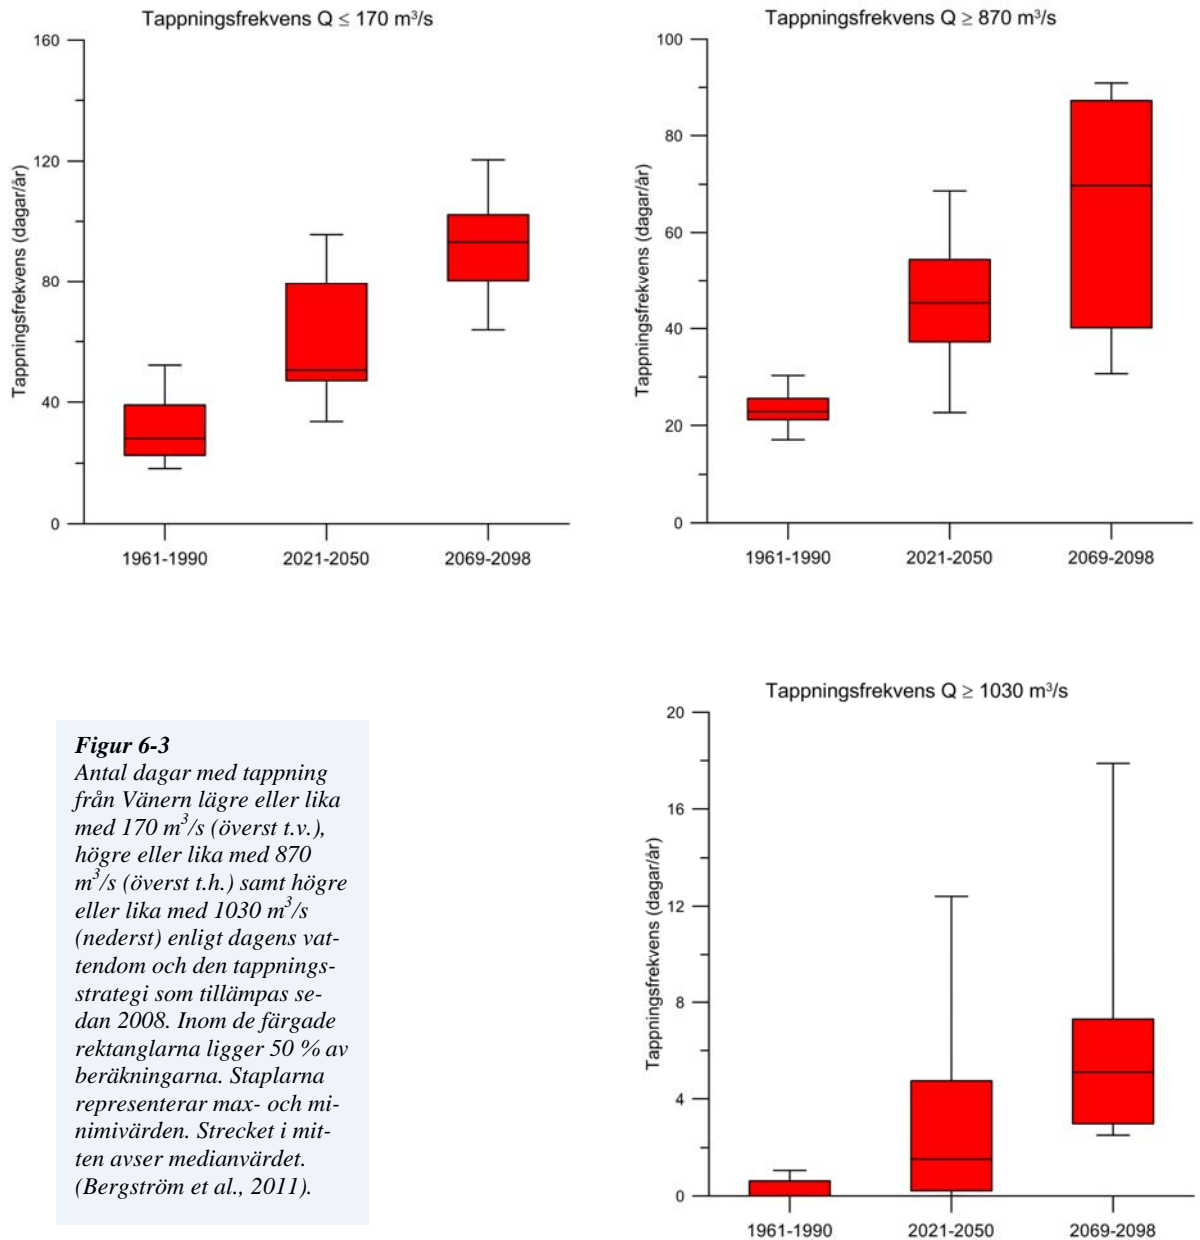 Tappningsfrekvens Q ≤ 170 m³/s
160
120
80
40
0
Tappningsfrekvens (dagar/år)
1961-1990
2021-2050
2069-2098
Tappningsfrekvens Q ≥ 870 m³/s
100
80
60
40
20
0
Tappningsfrekvens (dagar/år)
1961-1990
2021-2050
2069-2098
Figur 6-3
Antal dagar med tappning
från Vänern lägre eller lika
med 170 m³/s (överst t.v.),
högre eller lika med 870
m³/s (överst t.h.) samt högre
eller lika med 1030 m³/s
(nederst) enligt dagens vat-
tendom och den tappnings-
strategi som tillämpas se-
dan 2008. Inom de färgade
rektanglarna ligger 50 % av
beräkningarna. Staplarna
representerar max- och mi-
nimivärden. Strecket i mit-
ten avser medianvärdet.
(Bergström et al., 2011).
Tappningsfrekvens Q ≥ 1030 m³/s
20
16
12
8
4
0
Tappningsfrekvens (dagar/år)
1961-1990
2021-2050
2069-2098